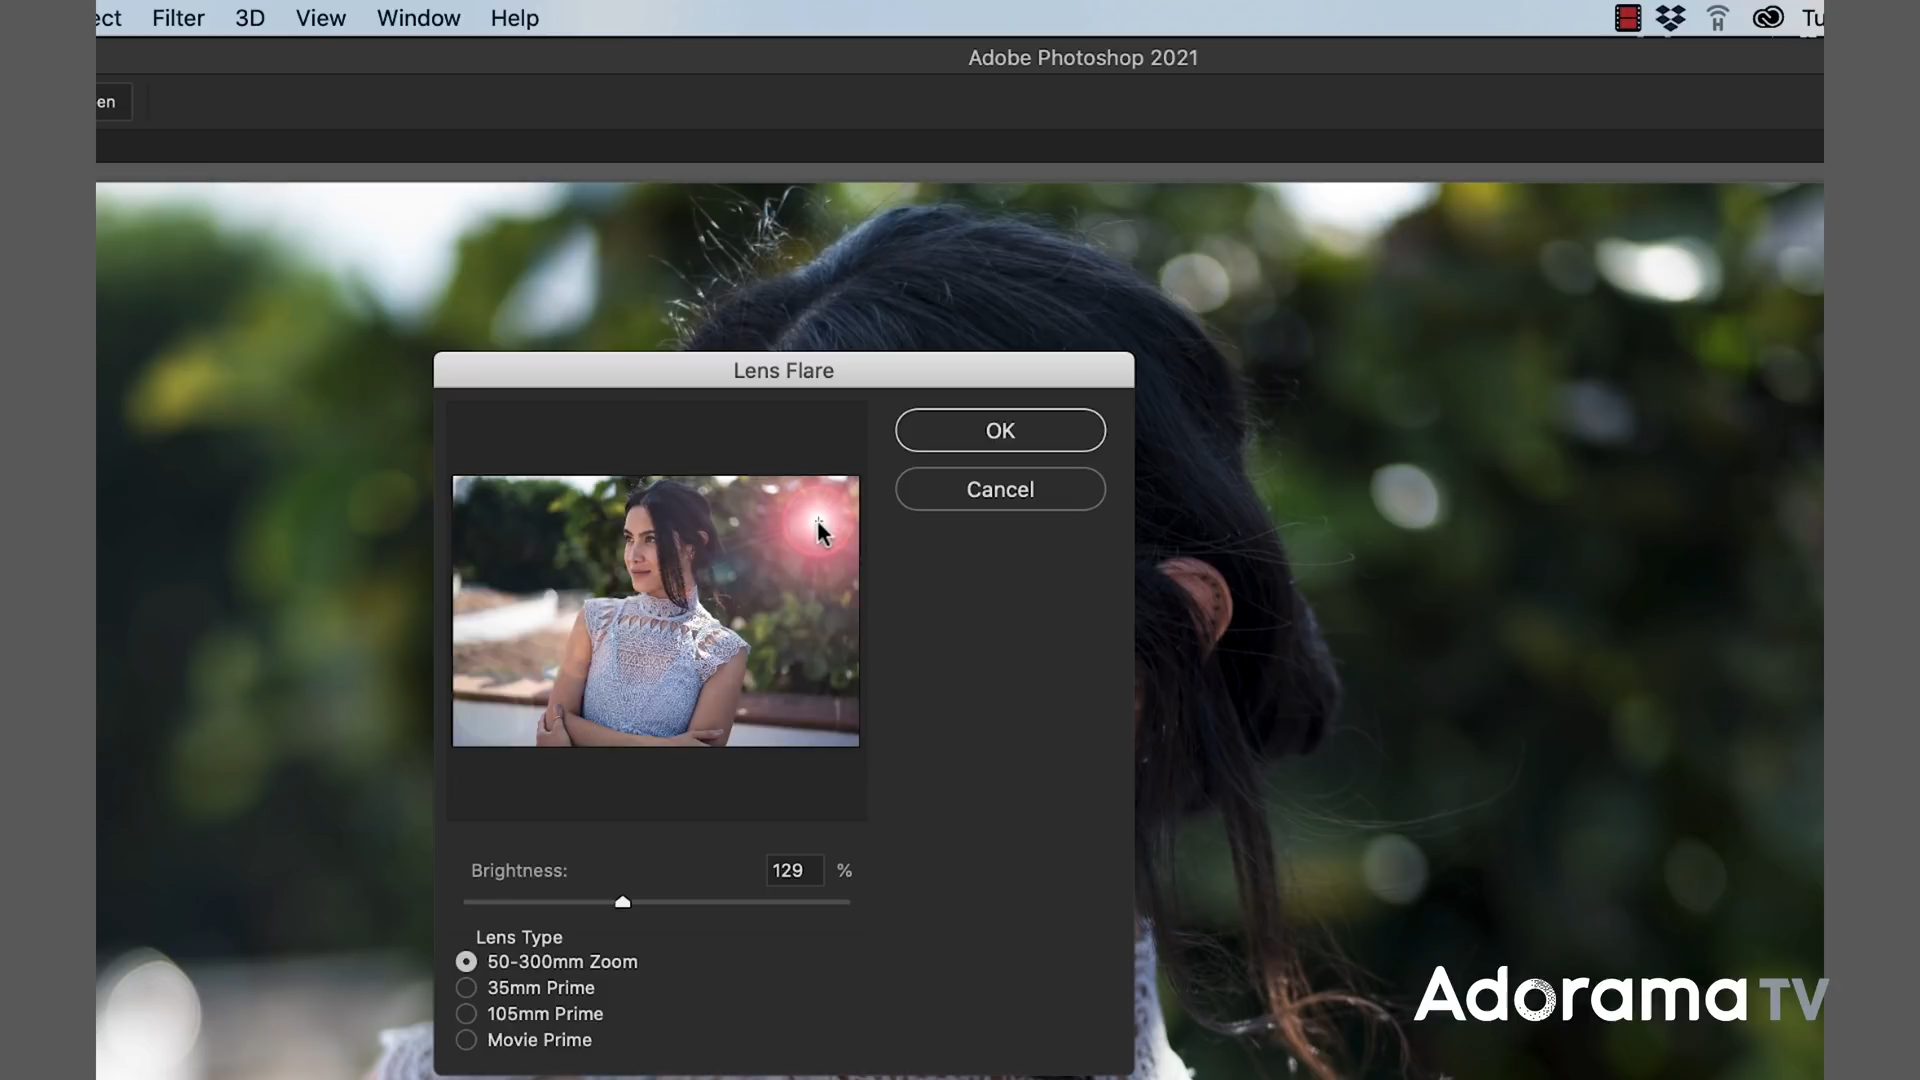 ect Filter 3D View Window Help Tu
Adobe Photoshop 2021
en
Lens Flare
OK
Cancel
Brightness: 129 %
Lens Type
50-300mm Zoom
35mm Prime
105mm Prime
Movie Prime
Adorama TV